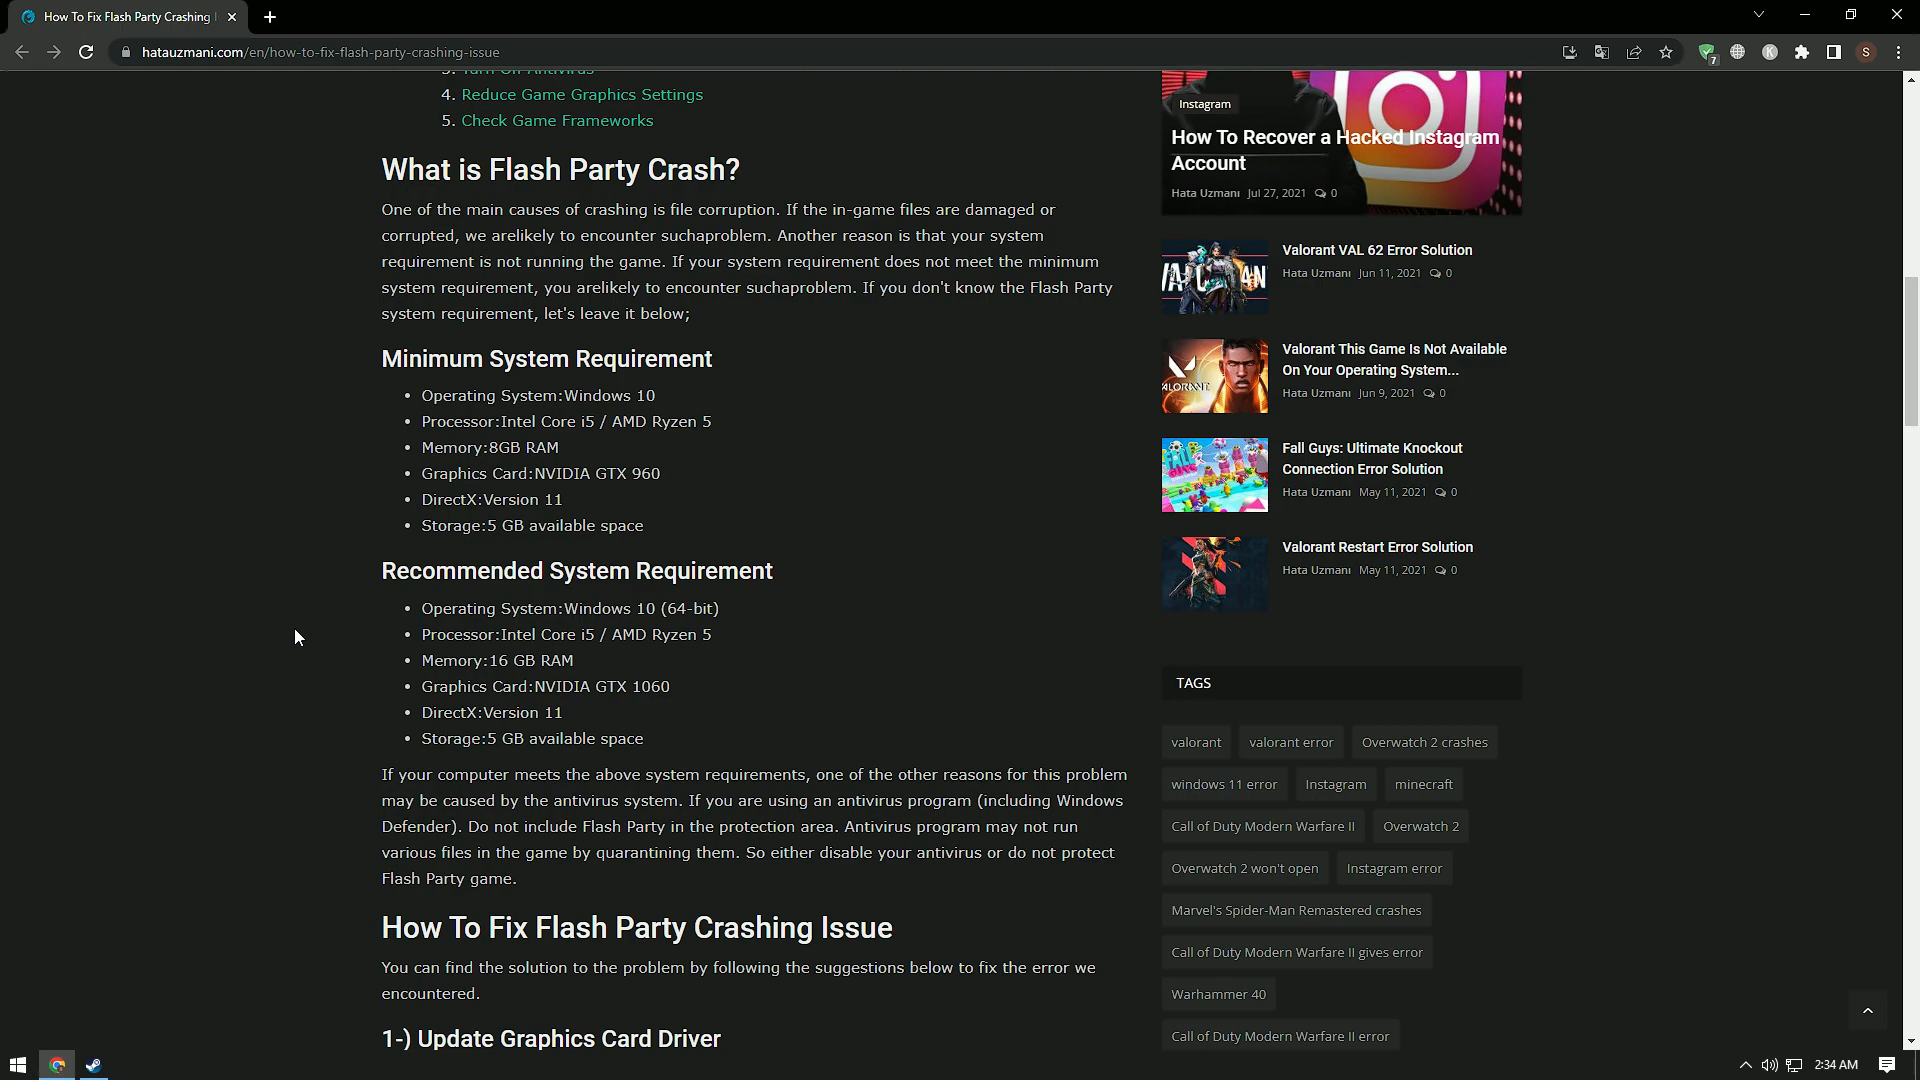 How To Fix Flash Party Crashing
hatauzmani.com/en/how-to-fix-flash-party-crashing-issue
7
K
S
3. Turn Off Antivirus
4. Reduce Game Graphics Settings
5. Check Game Frameworks
What is Flash Party Crash?
One of the main causes of crashing is file corruption. If the in-game files are damaged or
corrupted, we arelikely to encounter suchaproblem. Another reason is that your system
requirement is not running the game. If your system requirement does not meet the minimum
system requirement, you arelikely to encounter suchaproblem. If you don't know the Flash Party
system requirement, let's leave it below;
Minimum System Requirement
• Operating System:Windows 10
• Processor:Intel Core i5 / AMD Ryzen 5
• Memory:8GB RAM
• Graphics Card:NVIDIA GTX 960
• DirectX:Version 11
• Storage:5 GB available space
Recommended System Requirement
• Operating System:Windows 10 (64-bit)
• Processor:Intel Core i5 / AMD Ryzen 5
• Memory:16 GB RAM
• Graphics Card:NVIDIA GTX 1060
• DirectX:Version 11
• Storage:5 GB available space
If your computer meets the above system requirements, one of the other reasons for this problem
may be caused by the antivirus system. If you are using an antivirus program (including Windows
Defender). Do not include Flash Party in the protection area. Antivirus program may not run
various files in the game by quarantining them. So either disable your antivirus or do not protect
Flash Party game.
How To Fix Flash Party Crashing Issue
You can find the solution to the problem by following the suggestions below to fix the error we
encountered.
1-) Update Graphics Card Driver
Instagram
How To Recover a Hacked Instagram
Account
Hata Uzmanı Jul 27, 2021 0
Valorant VAL 62 Error Solution
Hata Uzmanı Jun 11, 2021 0
VALORANT
Valorant This Game Is Not Available
On Your Operating System...
Hata Uzmanı Jun 9, 2021 0
FALL GUYS
Fall Guys: Ultimate Knockout
Connection Error Solution
Hata Uzmanı May 11, 2021 0
Valorant Restart Error Solution
Hata Uzmanı May 11, 2021 0
TAGS
valorant
valorant error
Overwatch 2 crashes
windows 11 error
Instagram
minecraft
Call of Duty Modern Warfare II
Overwatch 2
Overwatch 2 won't open
Instagram error
Marvel's Spider-Man Remastered crashes
Call of Duty Modern Warfare II gives error
Warhammer 40
Call of Duty Modern Warfare II error
2:34 AM